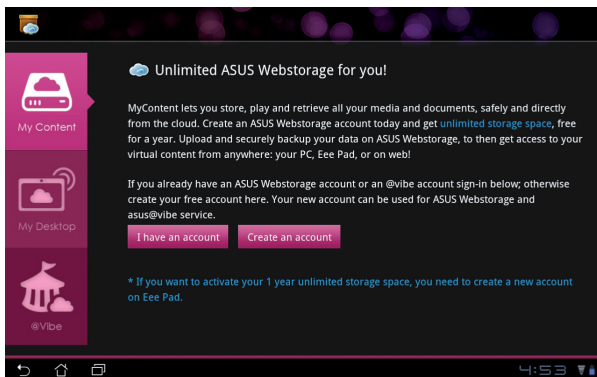 Unlimited ASUS Webstorage for you!
My Content
MyContent lets you store, play and retrieve all your media and documents, safely and directly
from the cloud. Create an ASUS Webstorage account today and get unlimited storage space, free
for a year. Upload and securely backup your data on ASUS Webstorage, to then get access to your
virtual content from anywhere: your PC, Eee Pad, or on web!
My Desktop
If you already have an ASUS Webstorage account or an @vibe account sign-in below; otherwise
create your free account here. Your new account can be used for ASUS Webstorage and
asus@vibe service.
I have an account Create an account
@Vibe
* If you want to activate your 1 year unlimited storage space, you need to create a new account
on Eee Pad.
4:53